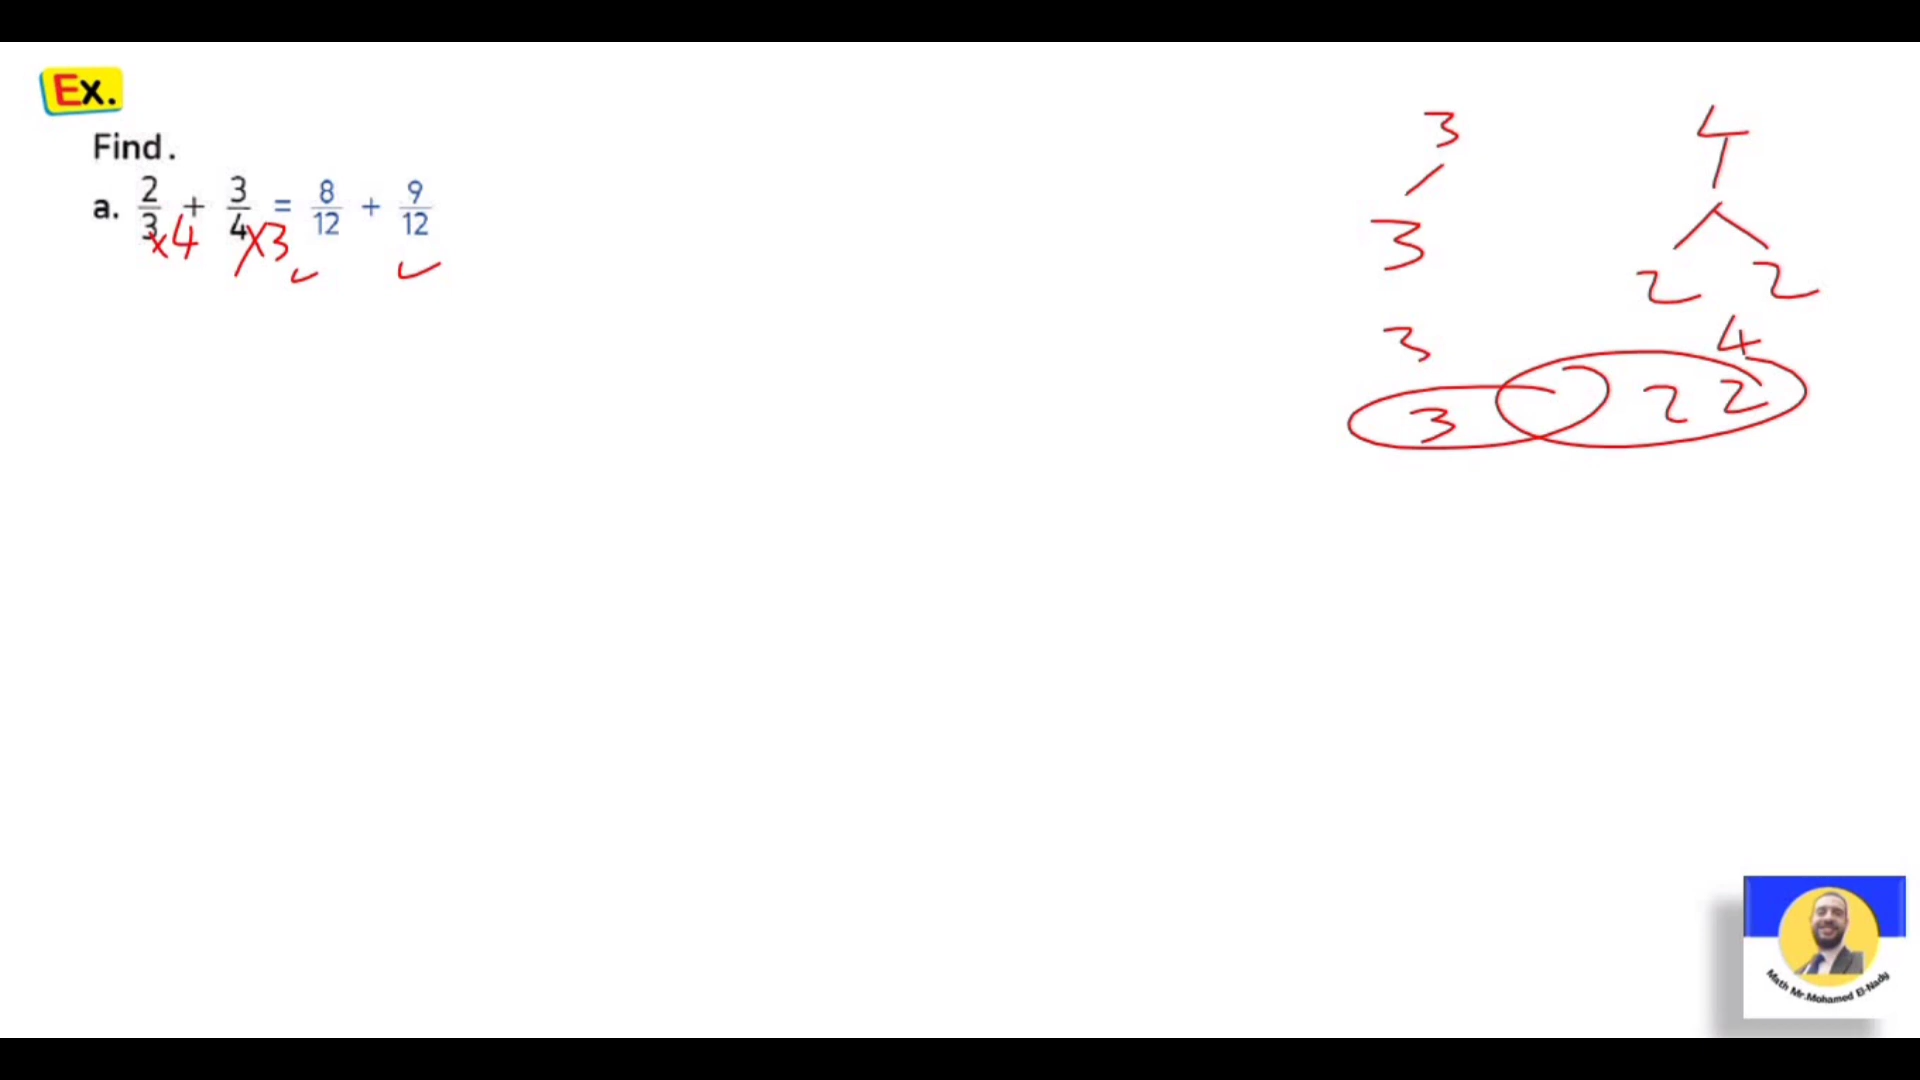 Ex.
Find.
a. 2/3 + 3/4 = 8/12 + 9/12
×4 ×3 ✓ ✓
3 4
3 2 2
3 4
3 2 2
Math Mr.Mohamed El-Nady